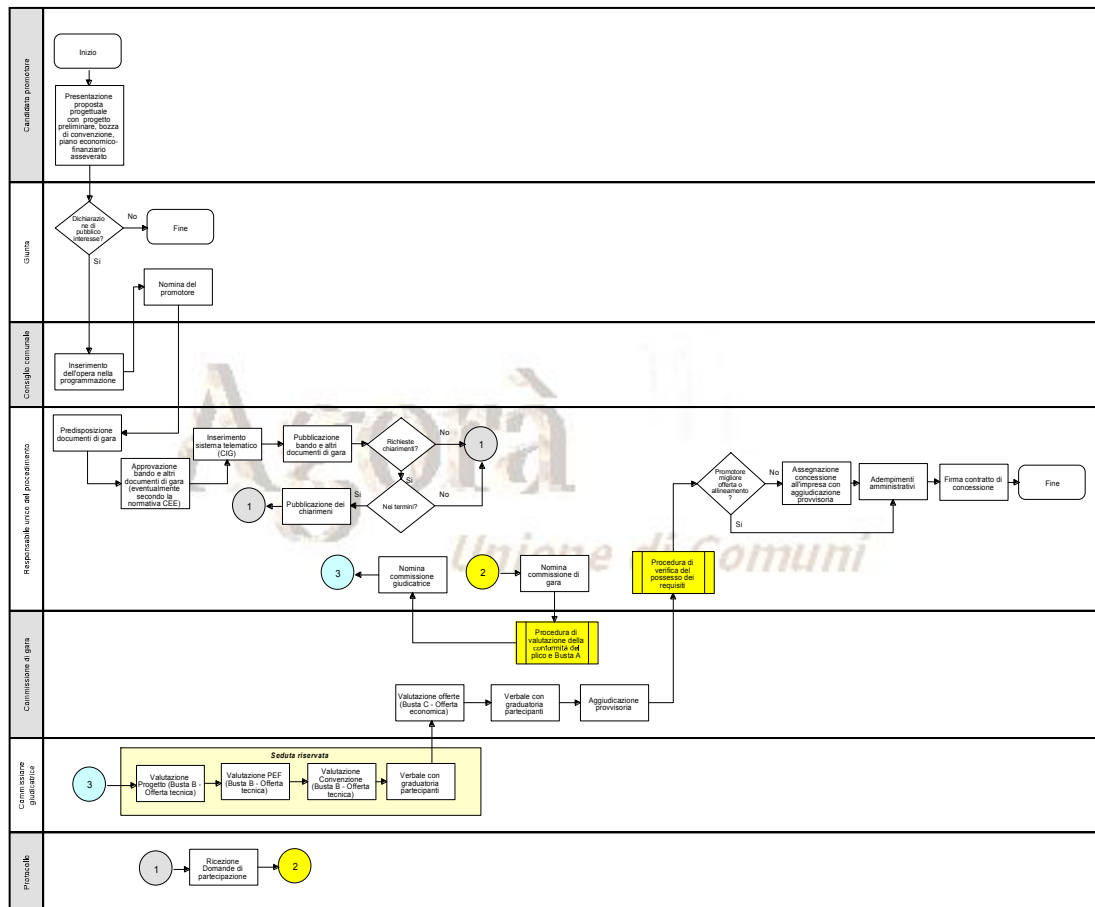 Candidato promotore
Inizio
Presentazione
proposta
progettuale
con progetto
preliminare, bozza
di convenzione,
piano economico-
finanziario
asseverato
Giunta
Dichiarazio
ne di
pubblico
interesse?
No
Fine
Si
Nomina del
promotore
Consiglio comunale
Inserimento
dell'opera nella
programmazione
Agorà
Unione di Comuni
Responsabile unico del procedimento
Predisposizione
documenti di gara
Approvazione
bando e altri
documenti di gara
(eventualmente
secondo la
normativa CEE)
Inserimento
sistema telematico
(CIG)
Pubblicazione
bando e altri
documenti di gara
Richieste
chiarimenti?
No
1
Si
Nei termini?
No
Si
Pubblicazione dei
chiarimeni
1
3
Nomina
commissione
giudicatrice
2
Nomina
commissione di
gara
Procedura di
verifica del
possesso dei
requisiti
Promotore
migliore
offerta o
allineamento
?
No
Si
Assegnazione
concessione
all'impresa con
aggiudicazione
provvisoria
Adempimenti
amministrativi
Firma contratto di
concessione
Fine
Commissione di gara
Procedura di
valutazione della
conformità del
plico e Busta A
Valutazione offerte
(Busta C - Offerta
economica)
Verbale con
graduatoria
partecipanti
Aggiudicazione
provvisoria
Commissione
giudicatrice
3
Seduta riservata
Valutazione
Progetto (Busta B -
Offerta tecnica)
Valutazione PEF
(Busta B - Offerta
tecnica)
Valutazione
Convenzione
(Busta B - Offerta
tecnica)
Verbale con
graduatoria
partecipanti
Protocollo
1
Ricezione
Domande di
partecipazione
2